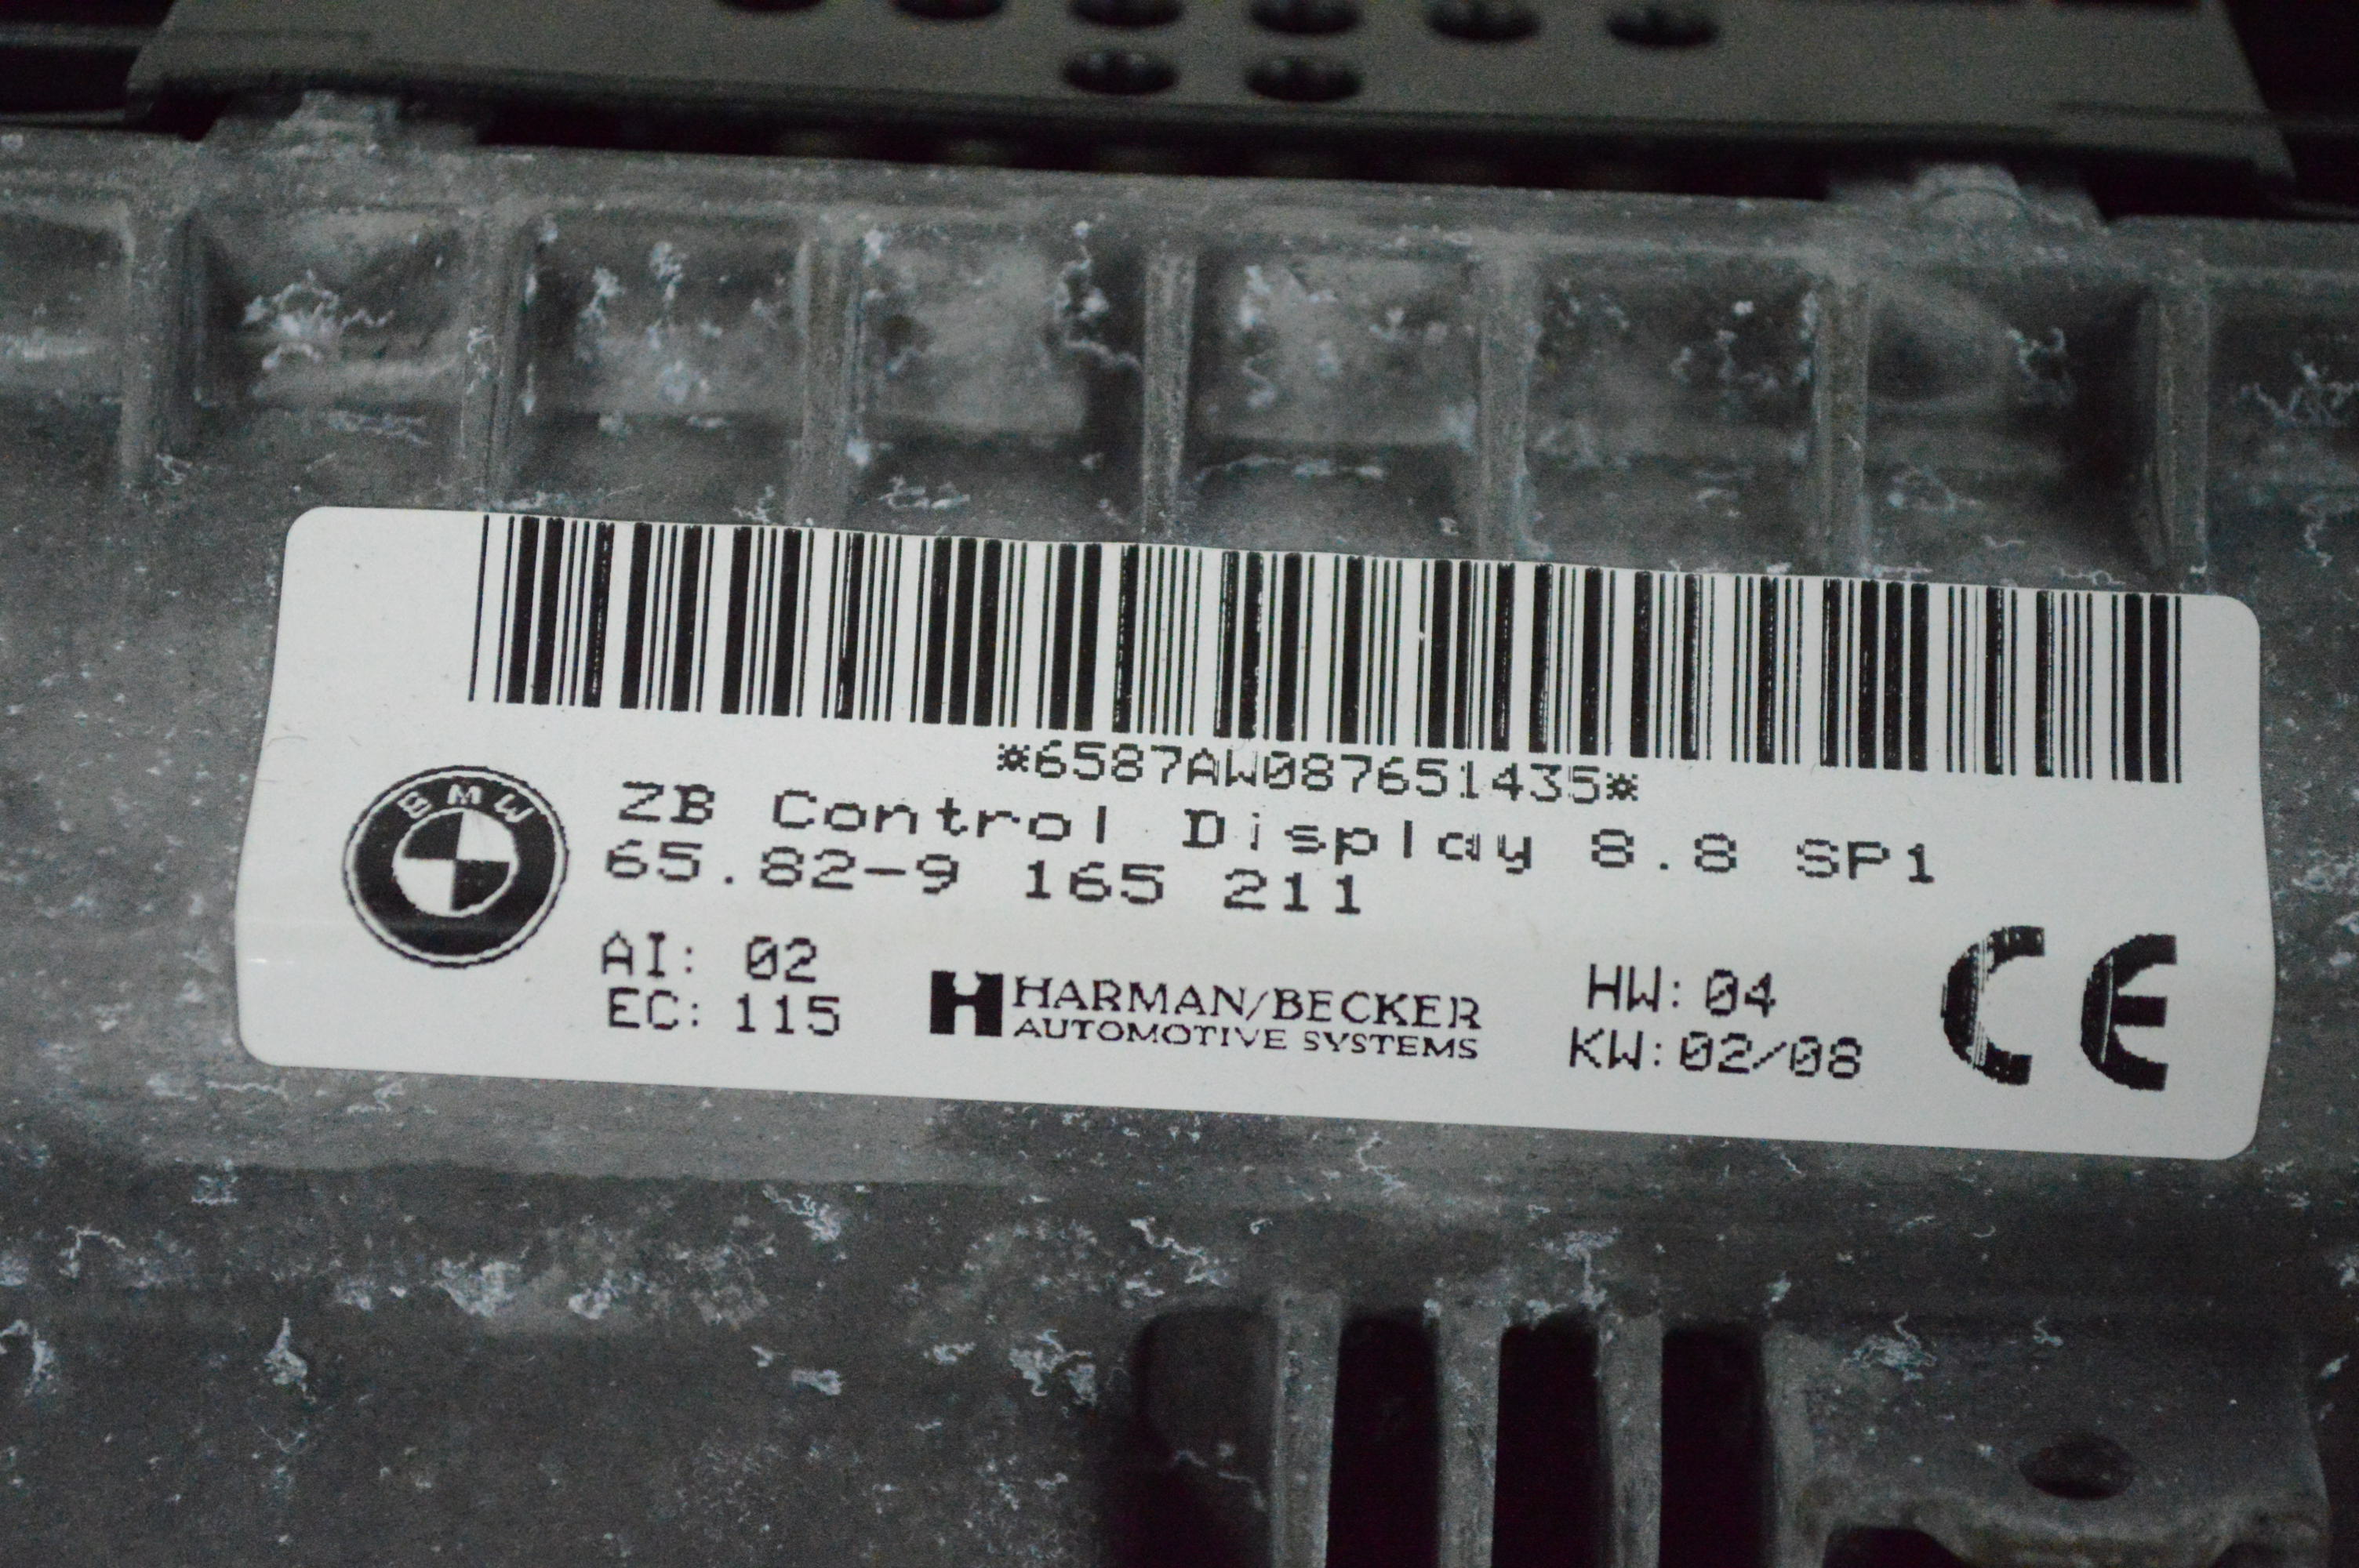 *6587AW087651435*
BMW
ZB Control Display 8.8 SP1
65.82-9 165 211
AI: 02
EC: 115
H HARMAN/BECKER
AUTOMOTIVE SYSTEMS
HW: 04
KW: 02/08
CE